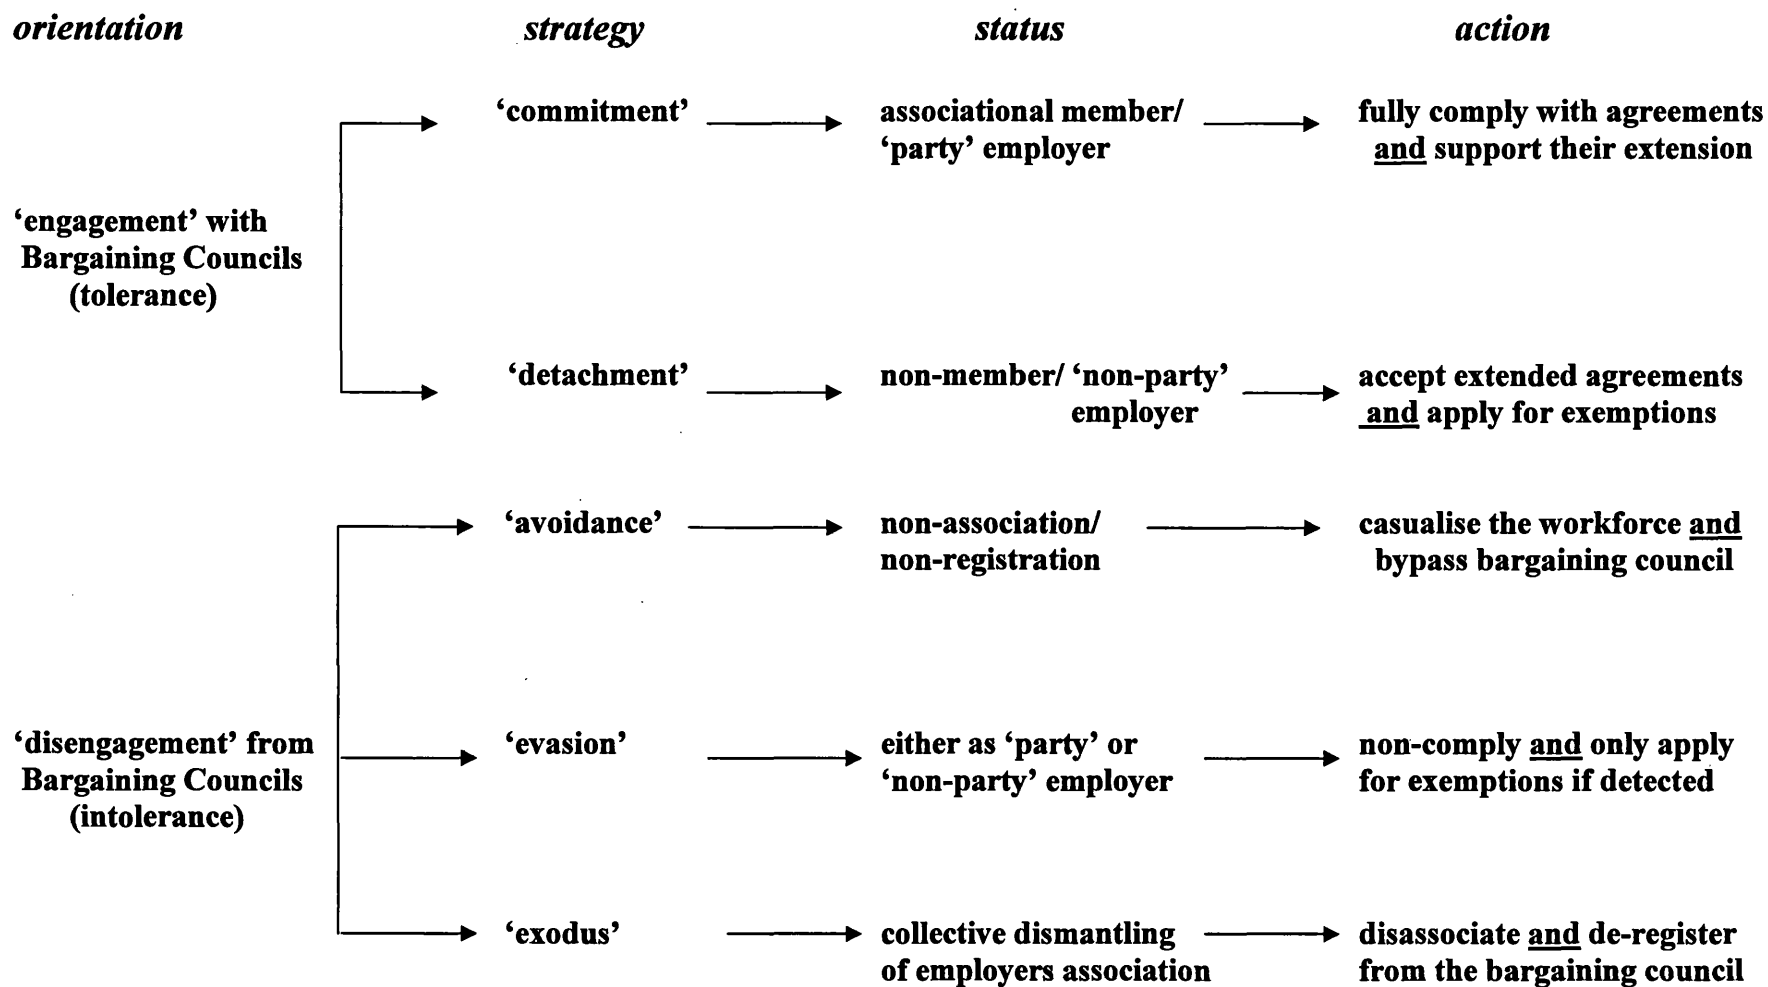 orientation strategy status action
‘commitment’ associational member/ fully comply with agreements
‘party’ employer and support their extension
‘engagement’ with
Bargaining Councils
(tolerance)
‘detachment’ non-member/ ‘non-party’ accept extended agreements
employer and apply for exemptions
‘avoidance’ non-association/ casualise the workforce and
non-registration bypass bargaining council
‘disengagement’ from ‘evasion’ either as ‘party’ or non-comply and only apply
Bargaining Councils ‘non-party’ employer for exemptions if detected
(intolerance)
‘exodus’ collective dismantling disassociate and de-register
of employers association from the bargaining council